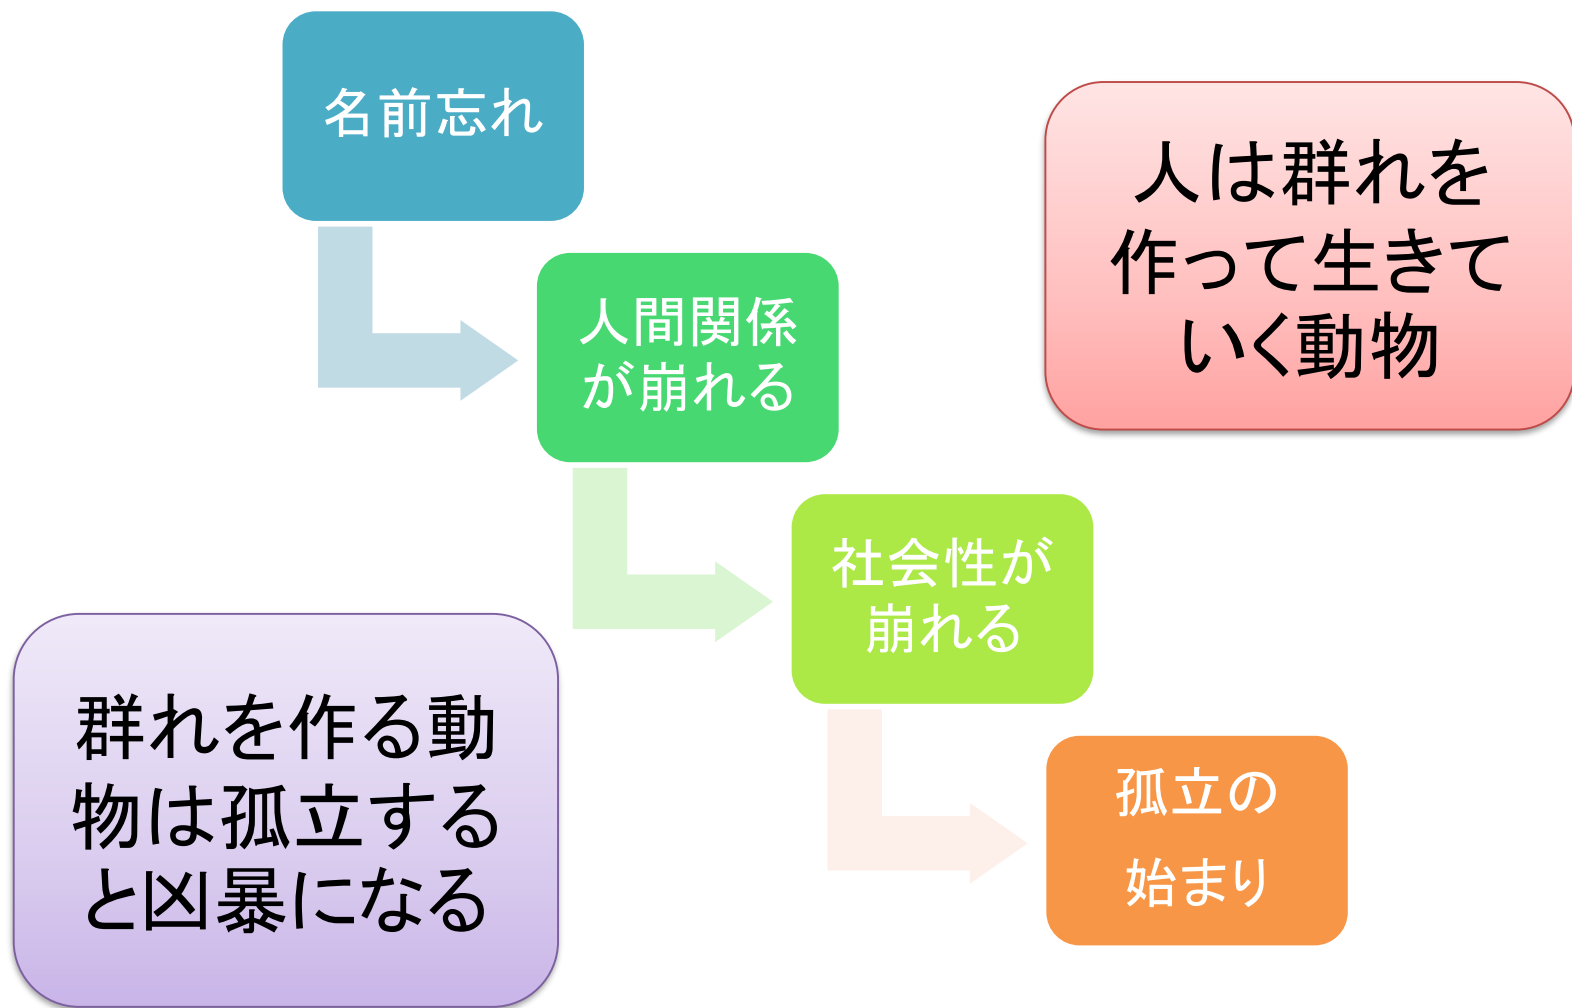 名前忘れ
人は群れを
作って生きて
いく動物
人間関係
が崩れる
社会性が
崩れる
群れを作る動
物は孤立する
と凶暴になる
孤立の
始まり